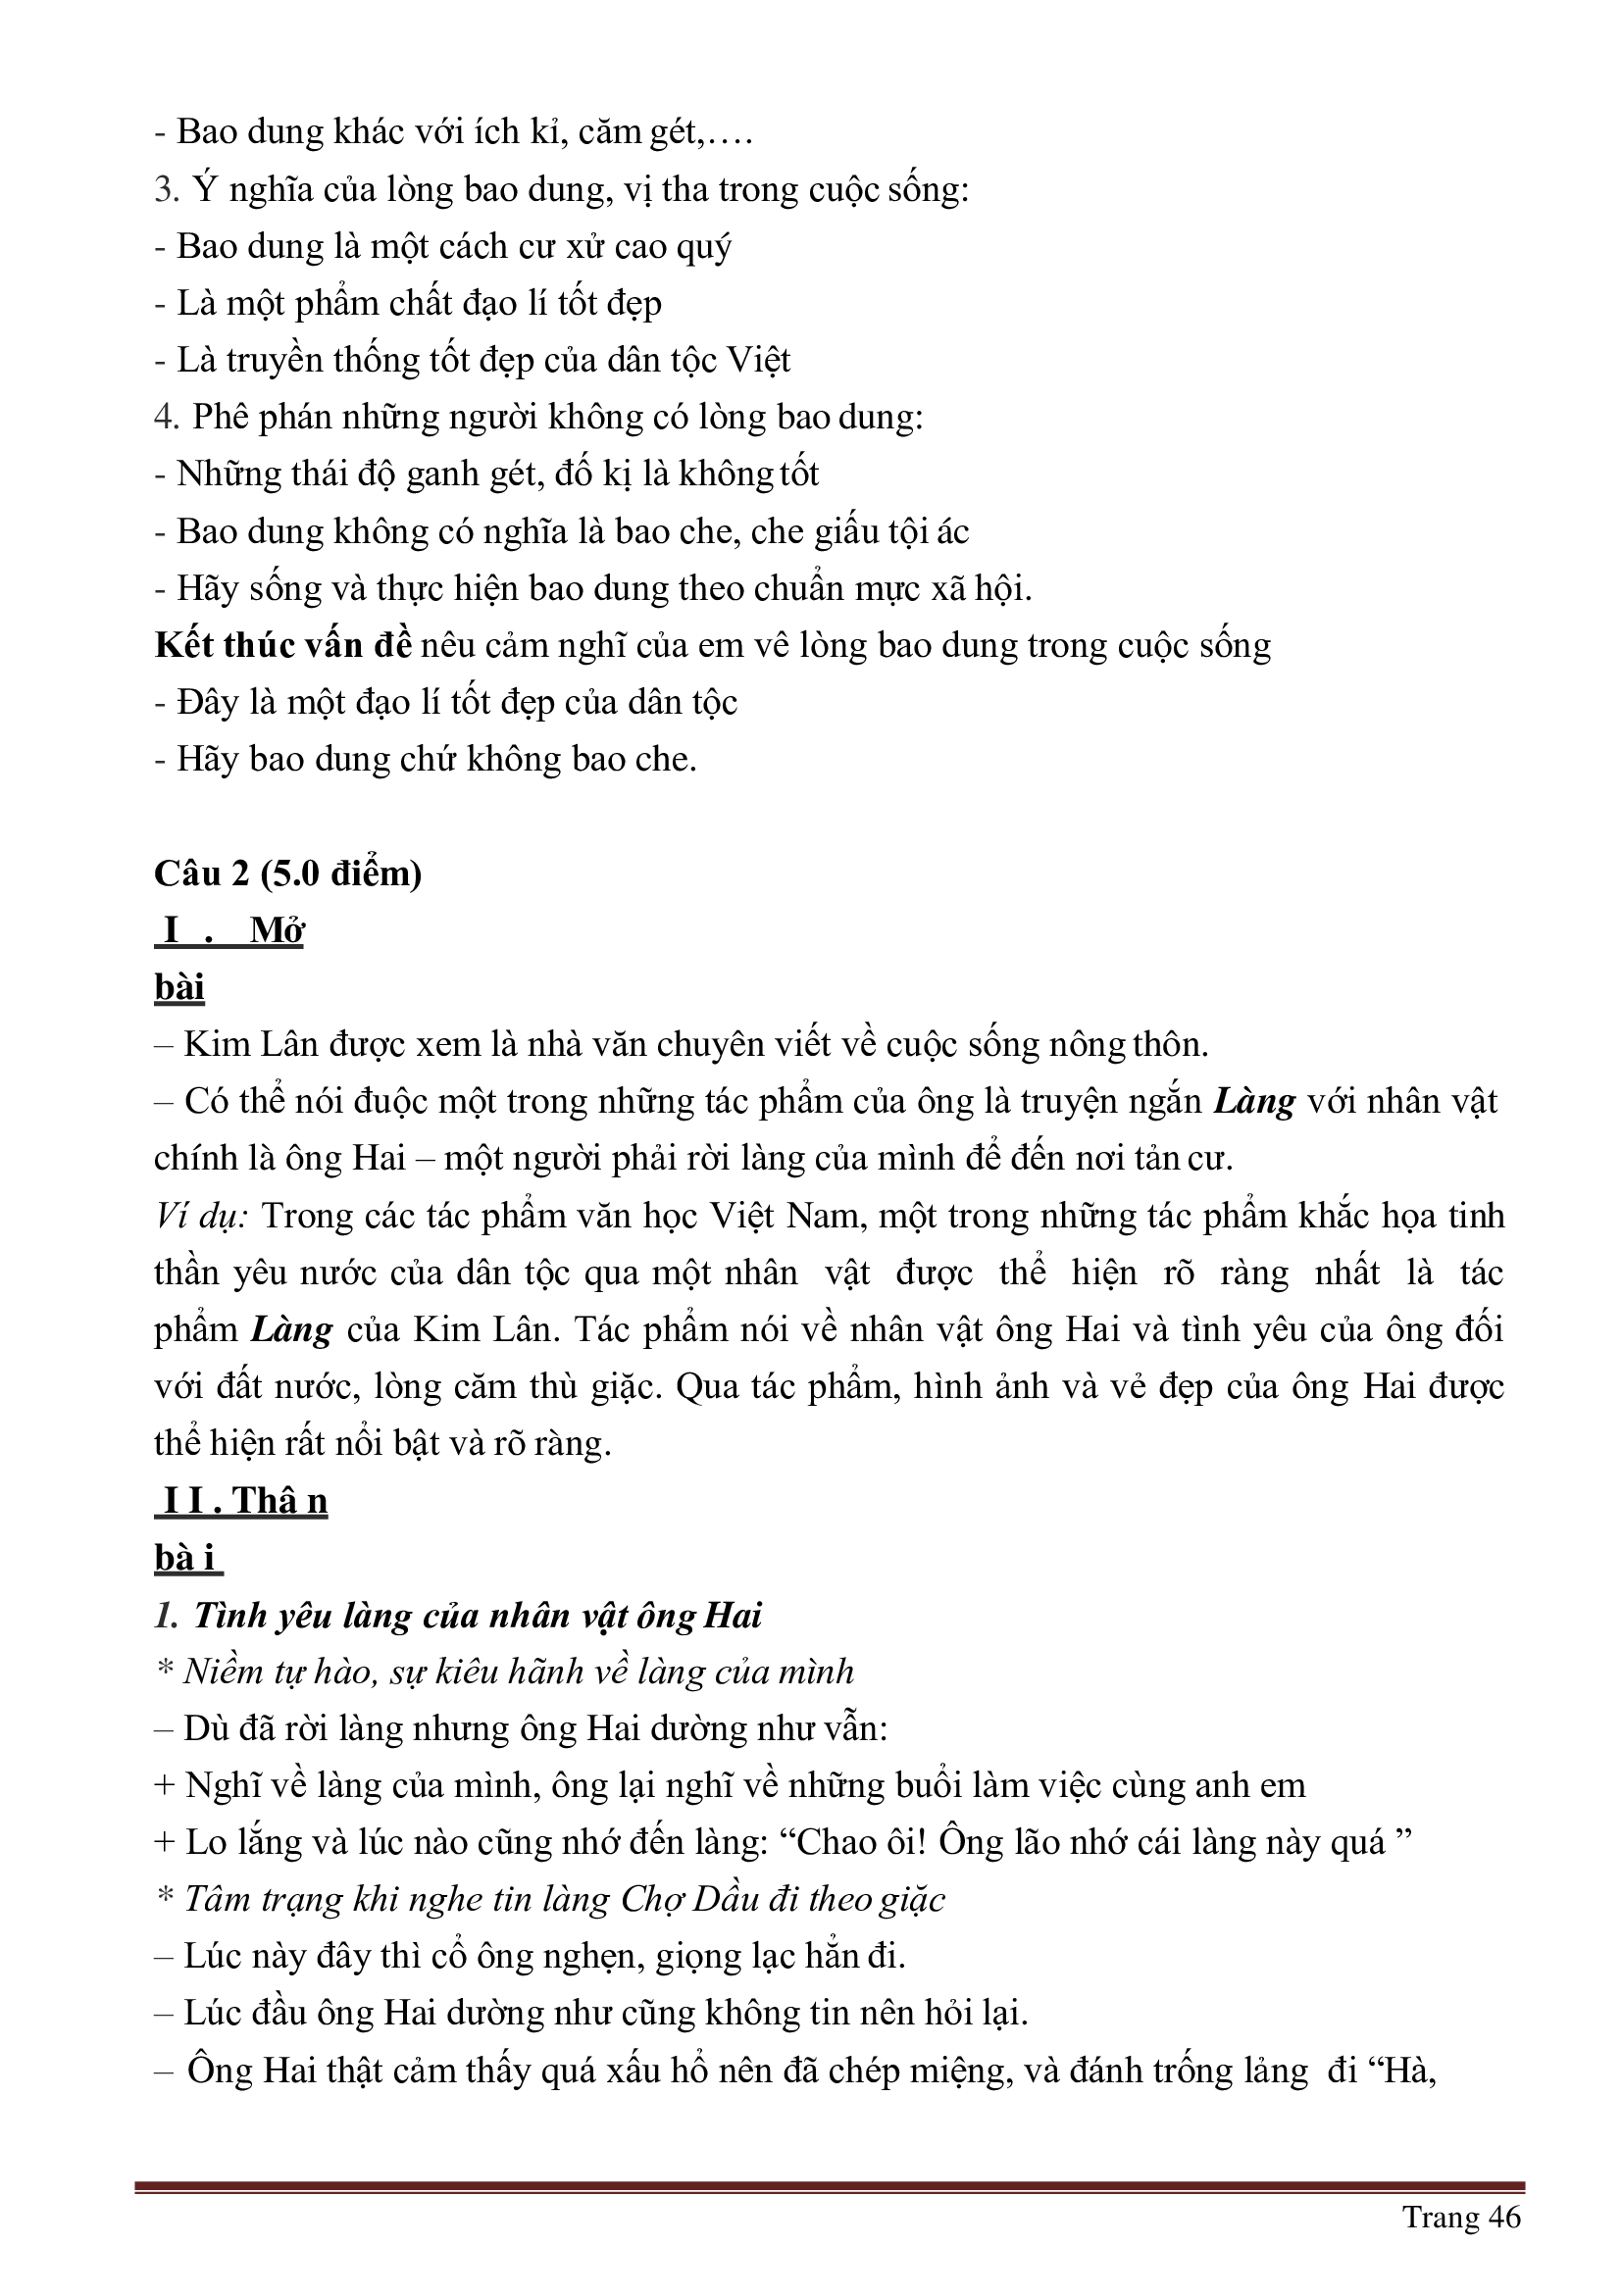 - Bao dung khác với ích kỉ, căm gét,….
3. Ý nghĩa của lòng bao dung, vị tha trong cuộc sống:
- Bao dung là một cách cư xử cao quý
- Là một phẩm chất đạo lí tốt đẹp
- Là truyền thống tốt đẹp của dân tộc Việt
4. Phê phán những người không có lòng bao dung:
- Những thái độ ganh gét, đố kị là không tốt
- Bao dung không có nghĩa là bao che, che giấu tội ác
- Hãy sống và thực hiện bao dung theo chuẩn mực xã hội.
Kết thúc vấn đề nêu cảm nghĩ của em vê lòng bao dung trong cuộc sống
- Đây là một đạo lí tốt đẹp của dân tộc
- Hãy bao dung chứ không bao che.
Câu 2 (5.0 điểm)
I . Mở
bài
– Kim Lân được xem là nhà văn chuyên viết về cuộc sống nông thôn.
– Có thể nói đuộc một trong những tác phẩm của ông là truyện ngắn Làng với nhân vật
chính là ông Hai – một người phải rời làng của mình để đến nơi tản cư.
Ví dụ: Trong các tác phẩm văn học Việt Nam, một trong những tác phẩm khắc họa tinh
thần yêu nước của dân tộc qua một nhân vật được thể hiện rõ ràng nhất là tác
phẩm Làng của Kim Lân. Tác phẩm nói về nhân vật ông Hai và tình yêu của ông đối
với đất nước, lòng căm thù giặc. Qua tác phẩm, hình ảnh và vẻ đẹp của ông Hai được
thể hiện rất nổi bật và rõ ràng.
I I . Thâ n
bà i
1. Tình yêu làng của nhân vật ông Hai
* Niềm tự hào, sự kiêu hãnh về làng của mình
– Dù đã rời làng nhưng ông Hai dường như vẫn:
+ Nghĩ về làng của mình, ông lại nghĩ về những buổi làm việc cùng anh em
+ Lo lắng và lúc nào cũng nhớ đến làng: “Chao ôi! Ông lão nhớ cái làng này quá ”
* Tâm trạng khi nghe tin làng Chợ Dầu đi theo giặc
– Lúc này đây thì cổ ông nghẹn, giọng lạc hẳn đi.
– Lúc đầu ông Hai dường như cũng không tin nên hỏi lại.
– Ông Hai thật cảm thấy quá xấu hổ nên đã chép miệng, và đánh trống lảng đi “Hà,
Trang 46